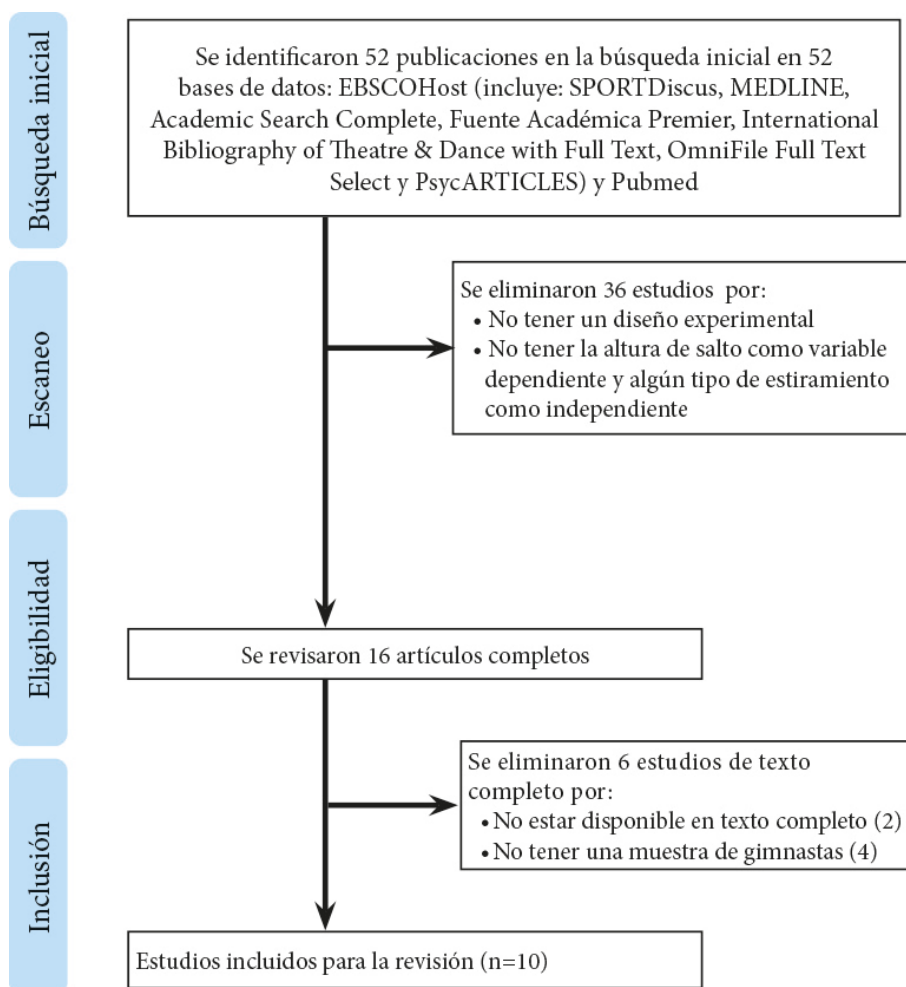 Búsqueda inicial
Se identificaron 52 publicaciones en la búsqueda inicial en 52
bases de datos: EBSCOHost (incluye: SPORTDiscus, MEDLINE,
Academic Search Complete, Fuente Académica Premier, International
Bibliography of Theatre & Dance with Full Text, OmniFile Full Text
Select y PsycARTICLES) y Pubmed
Escaneo
Se eliminaron 36 estudios por:
• No tener un diseño experimental
• No tener la altura de salto como variable
dependiente y algún tipo de estiramiento
como independiente
Eligibilidad
Se revisaron 16 artículos completos
Inclusión
Se eliminaron 6 estudios de texto
completo por:
• No estar disponible en texto completo (2)
• No tener una muestra de gimnastas (4)
Estudios incluidos para la revisión (n=10)